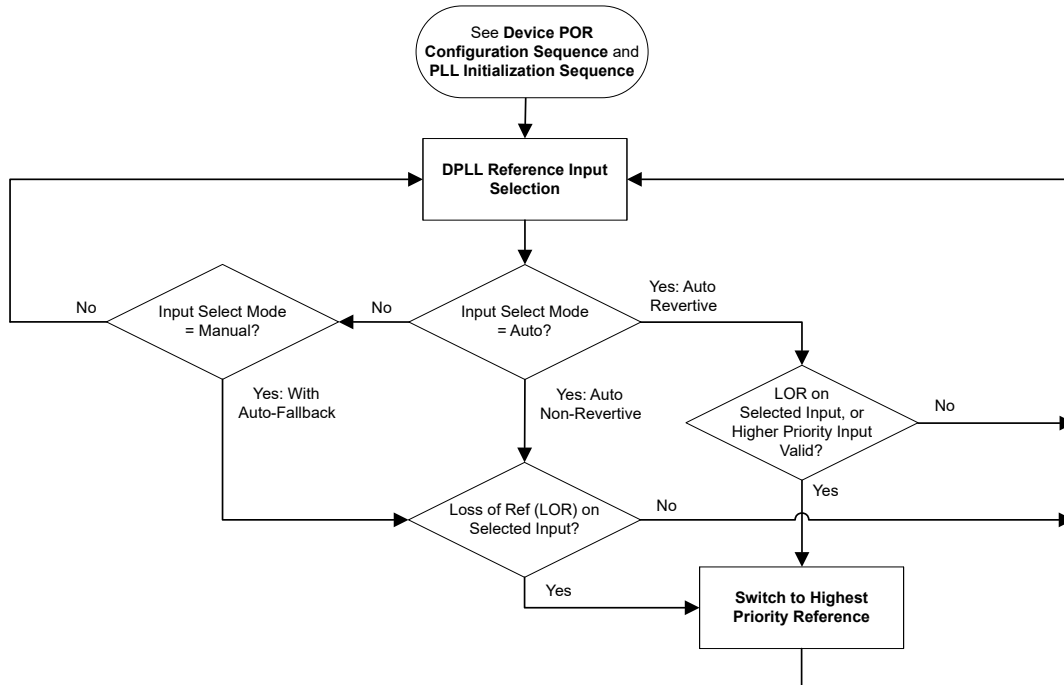 See Device POR
Configuration Sequence and
PLL Initialization Sequence
DPLL Reference Input
Selection
No
Input Select Mode
= Manual?
No
Input Select Mode
= Auto?
Yes: Auto
Revertive
Yes: With
Auto-Fallback
Yes: Auto
Non-Revertive
LOR on
Selected Input, or
Higher Priority Input
Valid?
No
Yes
Loss of Ref (LOR) on
Selected Input?
No
Yes
Switch to Highest
Priority Reference